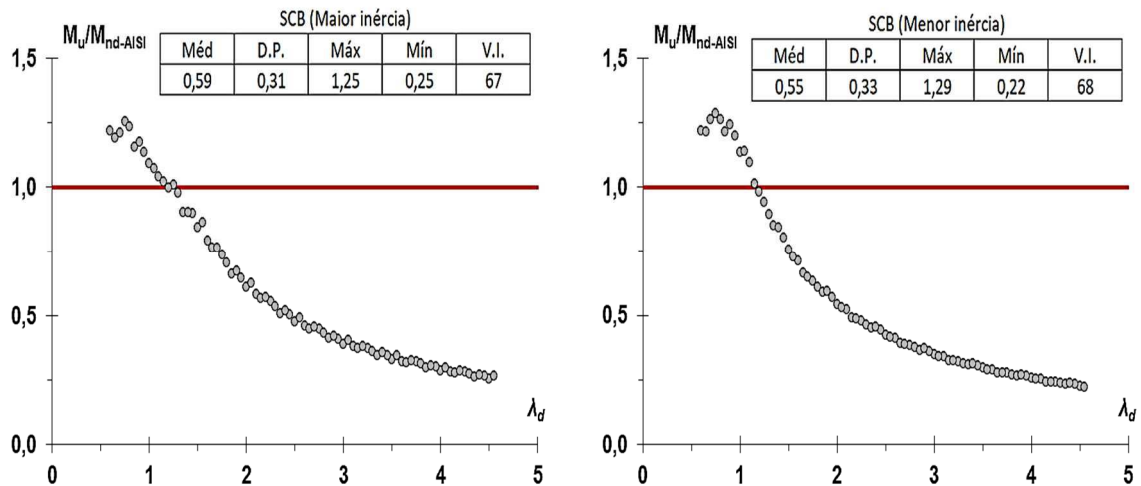 SCB (Maior inércia)
Mu/Mnd-AISI
Méd D.P. Máx Mín V.I.
0,59 0,31 1,25 0,25 67
1,5
1,0
0,5
0,0
0 1 2 3 4 5
λd
SCB (Menor inércia)
Mu/Mnd-AISI
Méd D.P. Máx Mín V.I.
0,55 0,33 1,29 0,22 68
1,5
1,0
0,5
0,0
0 1 2 3 4 5
λd